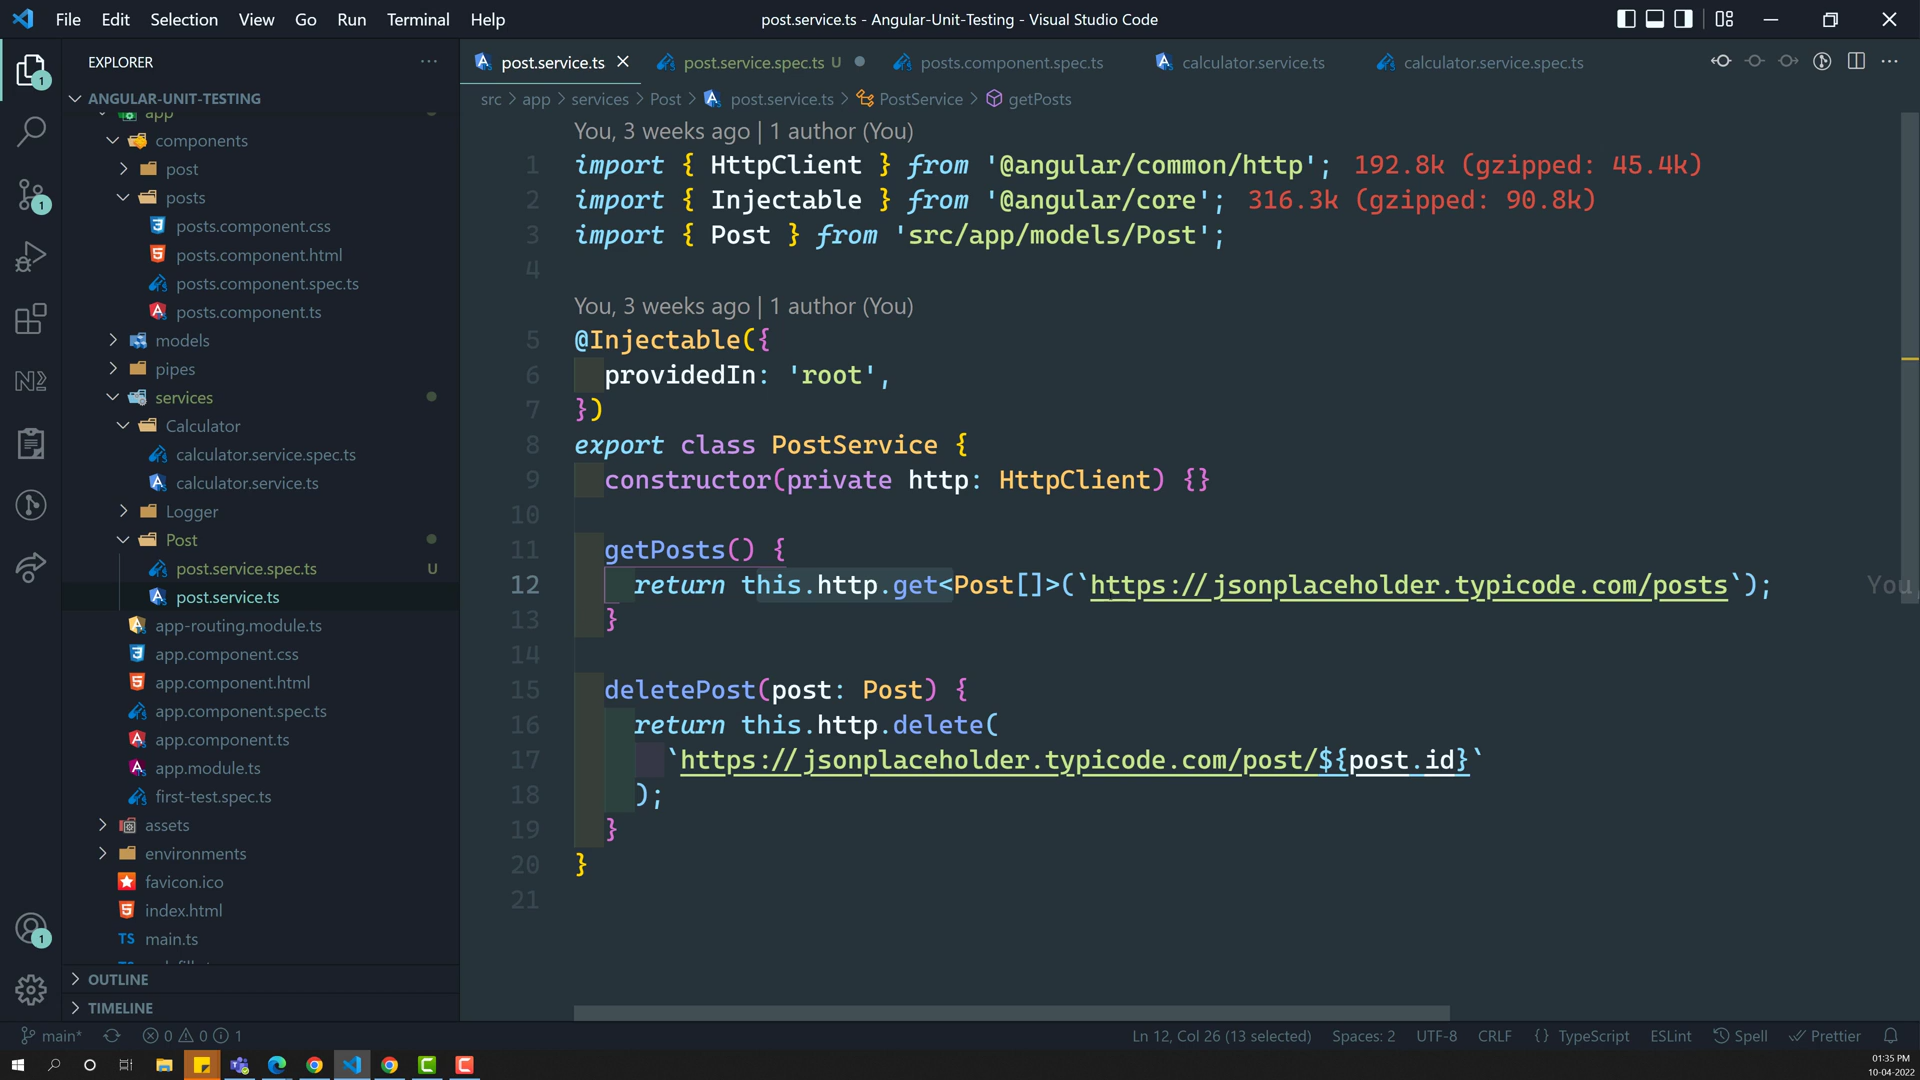 File Edit Selection View Go Run Terminal Help
post.service.ts - Angular-Unit-Testing - Visual Studio Code
EXPLORER
ANGULAR-UNIT-TESTING
app
components
post
posts
posts.component.css
posts.component.html
posts.component.spec.ts
posts.component.ts
models
pipes
services
Calculator
calculator.service.spec.ts
calculator.service.ts
Logger
Post
post.service.spec.ts U
post.service.ts
app-routing.module.ts
app.component.css
app.component.html
app.component.spec.ts
app.component.ts
app.module.ts
first-test.spec.ts
assets
environments
favicon.ico
index.html
TS main.ts
OUTLINE
TIMELINE
1
1
1
post.service.ts post.service.spec.ts U posts.component.spec.ts calculator.service.ts calculator.service.spec.ts
src > app > services > Post > post.service.ts > PostService > getPosts
You, 3 weeks ago | 1 author (You)
1 import { HttpClient } from '@angular/common/http'; 192.8k (gzipped: 45.4k)
2 import { Injectable } from '@angular/core'; 316.3k (gzipped: 90.8k)
3 import { Post } from 'src/app/models/Post';
4
You, 3 weeks ago | 1 author (You)
5 @Injectable({
6 providedIn: 'root',
7 })
8 export class PostService {
9 constructor(private http: HttpClient) {}
10
11 getPosts() {
12 return this.http.get<Post[]>(`https://jsonplaceholder.typicode.com/posts`); You
13 }
14
15 deletePost(post: Post) {
16 return this.http.delete(
17 `https://jsonplaceholder.typicode.com/post/${post.id}`
18 );
19 }
20 }
21
main* 0 0 1 Ln 12, Col 26 (13 selected) Spaces: 2 UTF-8 CRLF {} TypeScript ESLint Spell Prettier
01:35 PM
10-04-2022